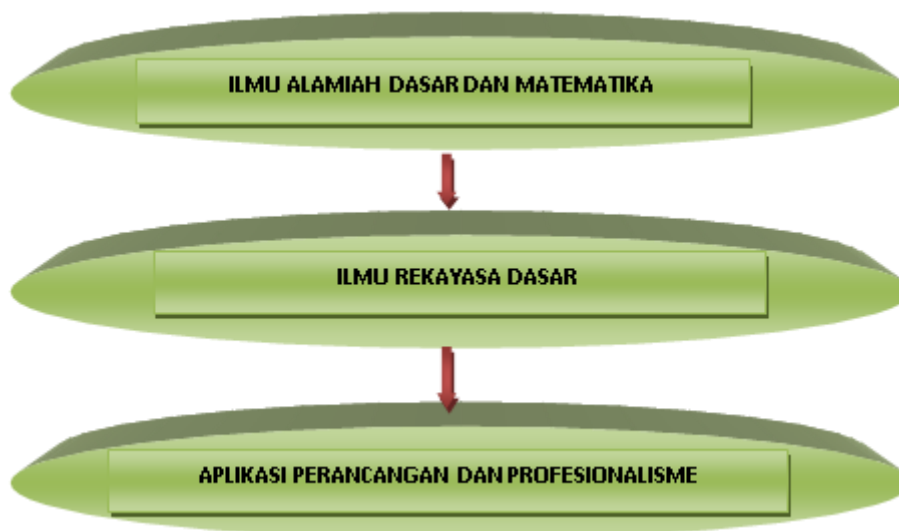 ILMU ALAMIAH DASAR DAN MATEMATIKA
ILMU REKAYASA DASAR
APLIKASI PERANCANGAN DAN PROFESIONALISME